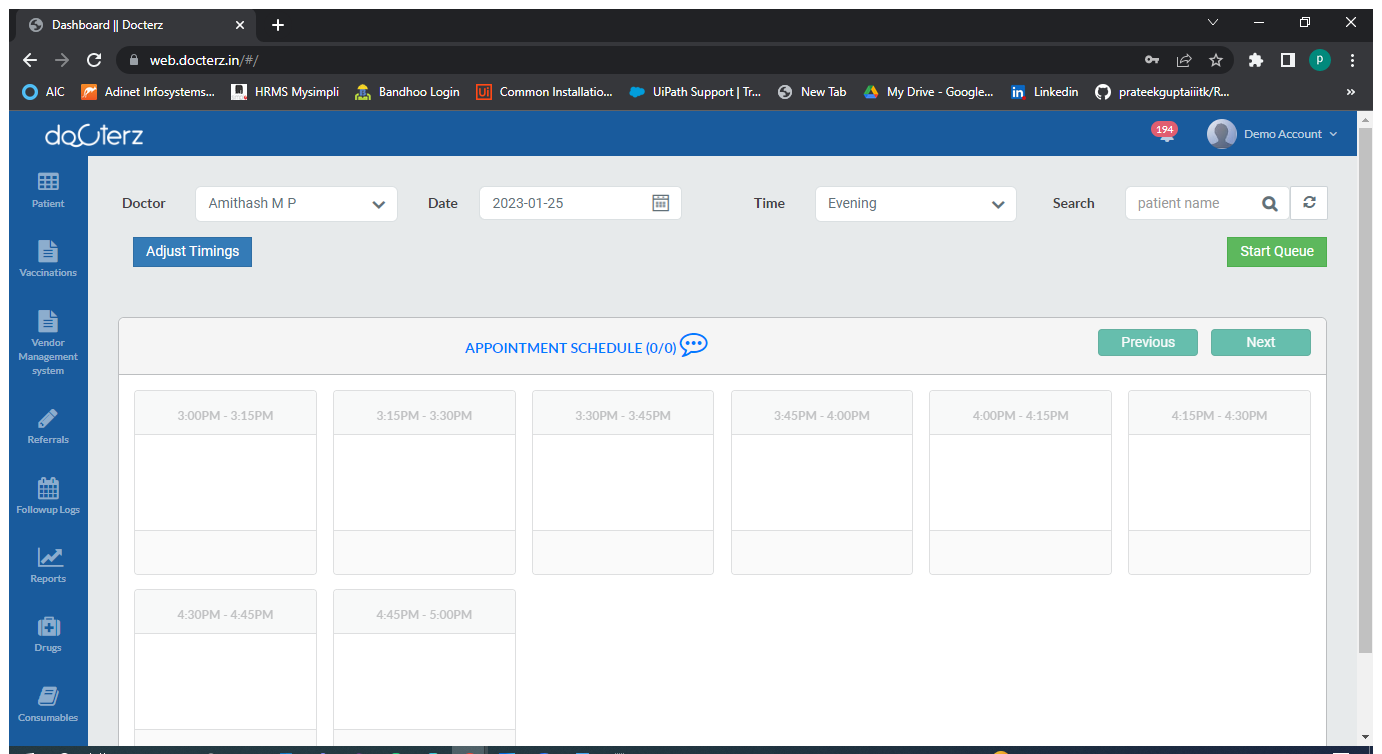 Dashboard || Docterz
web.docterz.in/#/
P
AIC
Adinet Infosystems...
HRMS Mysimpli
Bandhoo Login
Ui
Common Installatio...
UiPath Support | Tr...
New Tab
My Drive - Google...
in
Linkedin
prateekguptaiiitk/R...
»
docterz
194
Demo Account
Patient
Vaccinations
Vendor
Management
system
Referrals
Followup Logs
Reports
Drugs
Consumables
Doctor
Amithash M P
Date
2023-01-25
Time
Evening
Search
patient name
Adjust Timings
Start Queue
APPOINTMENT SCHEDULE (0/0)
Previous
Next
3:00PM - 3:15PM
3:15PM - 3:30PM
3:30PM - 3:45PM
3:45PM - 4:00PM
4:00PM - 4:15PM
4:15PM - 4:30PM
4:30PM - 4:45PM
4:45PM - 5:00PM